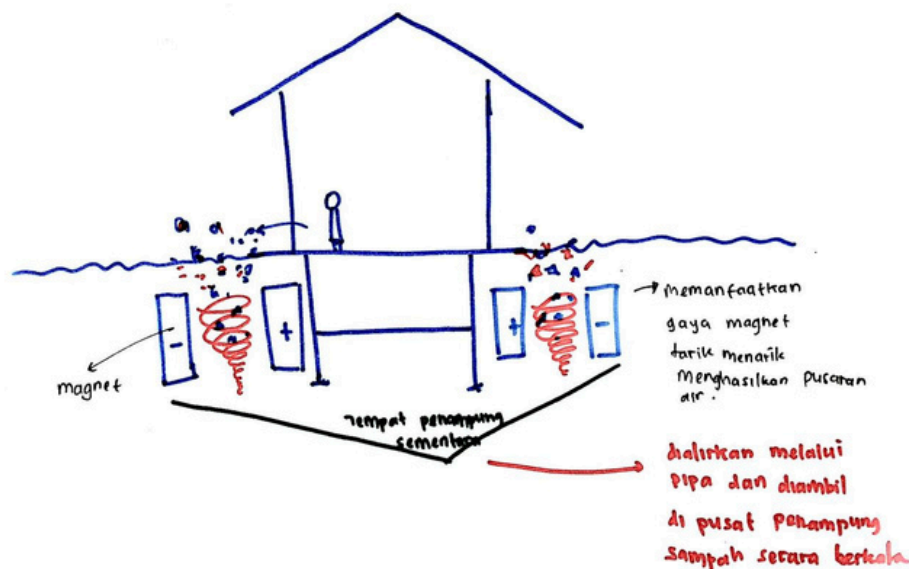 -
+
+
-
magnet
memanfaatkan
gaya magnet
tarik menarik
menghasilkan pusaran
air.
Tempat penampung
sementara
dialirkan melalui
pipa dan diambil
di pusat penampung
sampah secara berkala